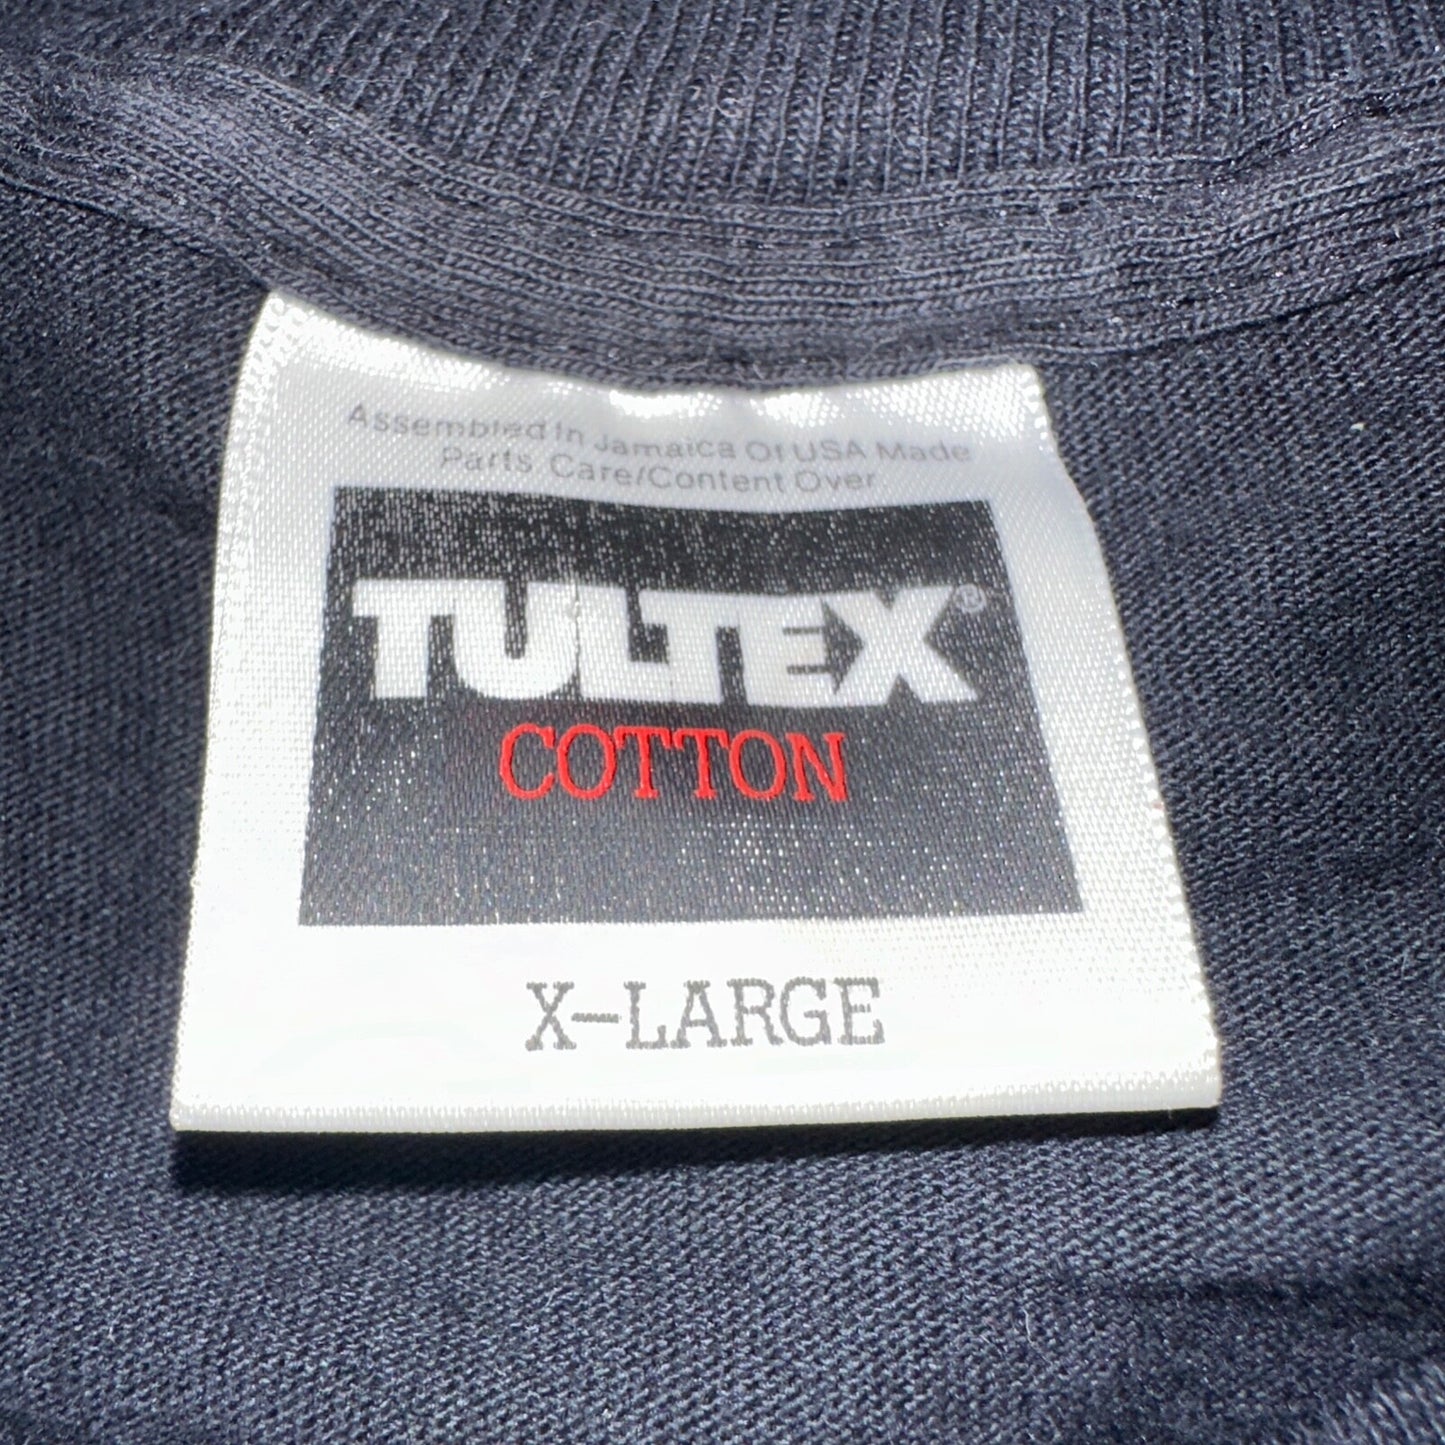 Assembled In Jamaica Of USA Made
Parts Care/Content Over
TULTEX®
COTTON
X-LARGE